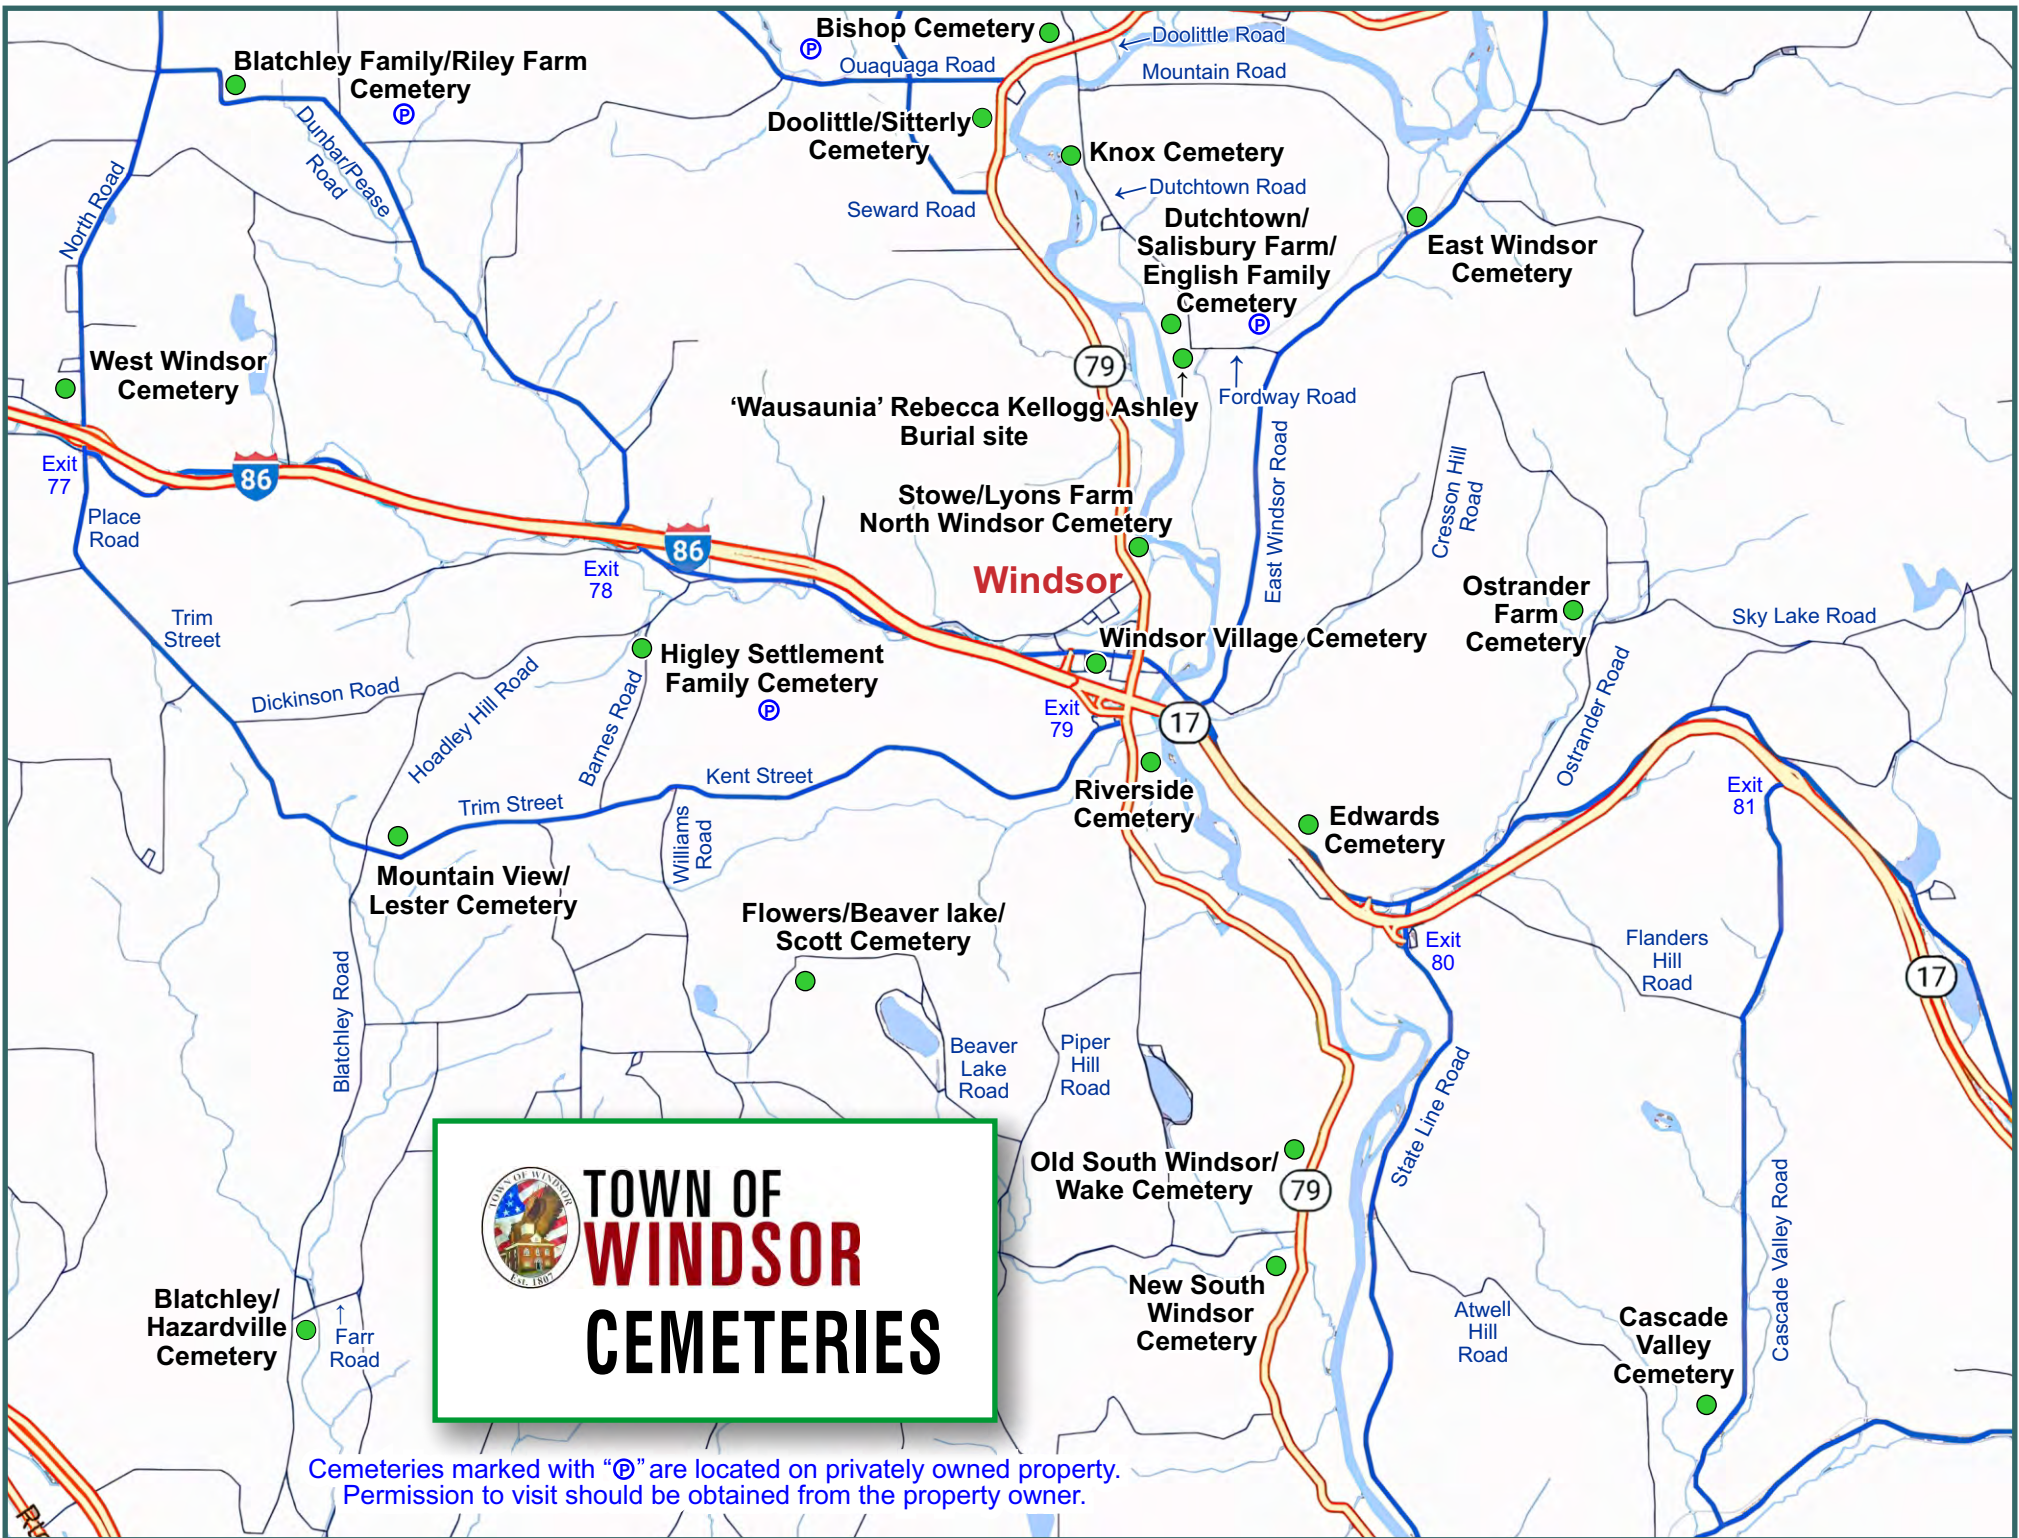 Bishop Cemetery
P
Doolittle Road
Blatchley Family/Riley Farm
Cemetery
P
Ouaquaga Road
Mountain Road
Doolittle/Sitterly
Cemetery
Dunbar/Pease
Road
Knox Cemetery
North Road
Dutchtown Road
Seward Road
Dutchtown/
Salisbury Farm/
English Family
Cemetery
P
East Windsor
Cemetery
West Windsor
Cemetery
79
Fordway Road
‘Wausaunia’ Rebecca Kellogg Ashley
Burial site
Exit
77
86
Place
Road
Stowe/Lyons Farm
North Windsor Cemetery
East Windsor Road
Cresson Hill
Road
86
Exit
78
Windsor
Ostrander
Farm
Cemetery
Trim
Street
Sky Lake Road
Windsor Village Cemetery
Higley Settlement
Family Cemetery
P
Dickinson Road
Hoadley Hill Road
Barnes Road
Exit
79
17
Ostrander Road
Kent Street
Trim Street
Williams
Road
Riverside
Cemetery
Exit
81
Edwards
Cemetery
Mountain View/
Lester Cemetery
Flowers/Beaver lake/
Scott Cemetery
Exit
80
Flanders
Hill
Road
17
Blatchley Road
Beaver
Lake
Road
Piper
Hill
Road
State Line Road
Old South Windsor/
Wake Cemetery
79
Cascade Valley Road
TOWN OF WINDSOR
Est. 1807
TOWN OF
WINDSOR
CEMETERIES
New South
Windsor
Cemetery
Blatchley/
Hazardville
Cemetery
Farr
Road
Atwell
Hill
Road
Cascade
Valley
Cemetery
Cemeteries marked with “P” are located on privately owned property.
Permission to visit should be obtained from the property owner.